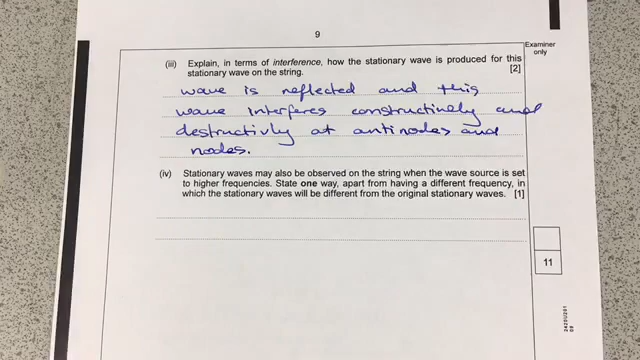 9
Examiner
only
(iii) Explain, in terms of interference, how the stationary wave is produced for this
stationary wave on the string. [2]
wave is reflected and this
wave interferes constructively and
destructivly at antinodes and
nodes.
(iv) Stationary waves may also be observed on the string when the wave source is set
to higher frequencies. State one way, apart from having a different frequency, in
which the stationary waves will be different from the original stationary waves. [1]
11
09